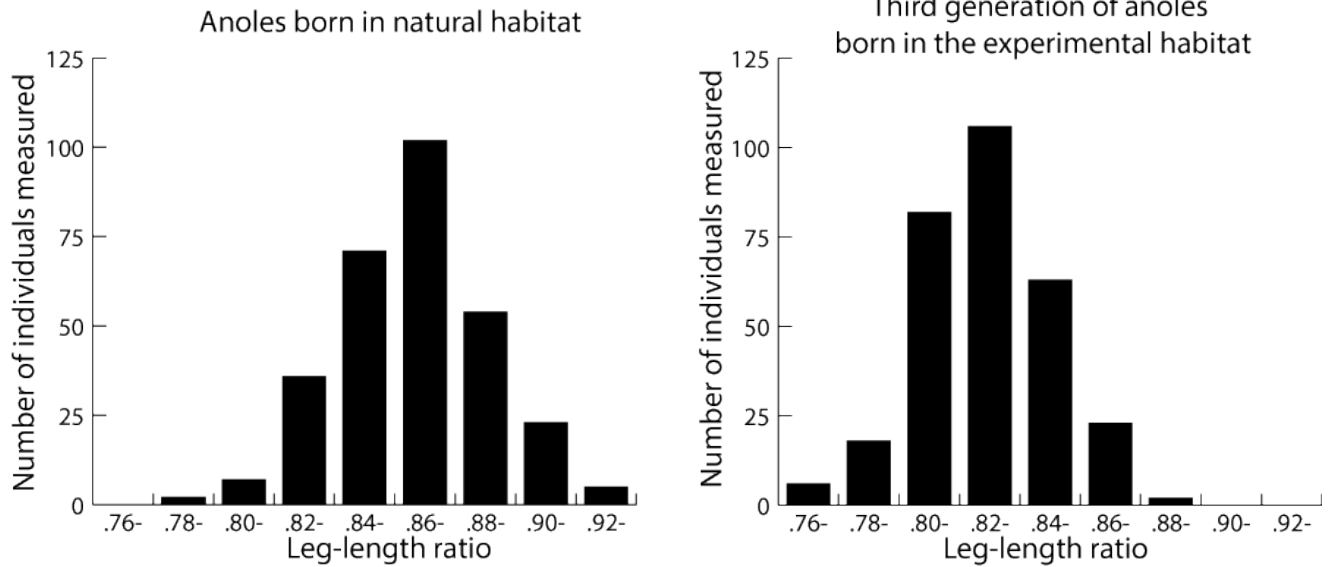 Anoles born in natural habitat
Number of individuals measured
125
100
75
50
25
0
.76- .78- .80- .82- .84- .86- .88- .90- .92-
Leg-length ratio
Third generation of anoles
born in the experimental habitat
Number of individuals measured
125
100
75
50
25
0
.76- .78- .80- .82- .84- .86- .88- .90- .92-
Leg-length ratio